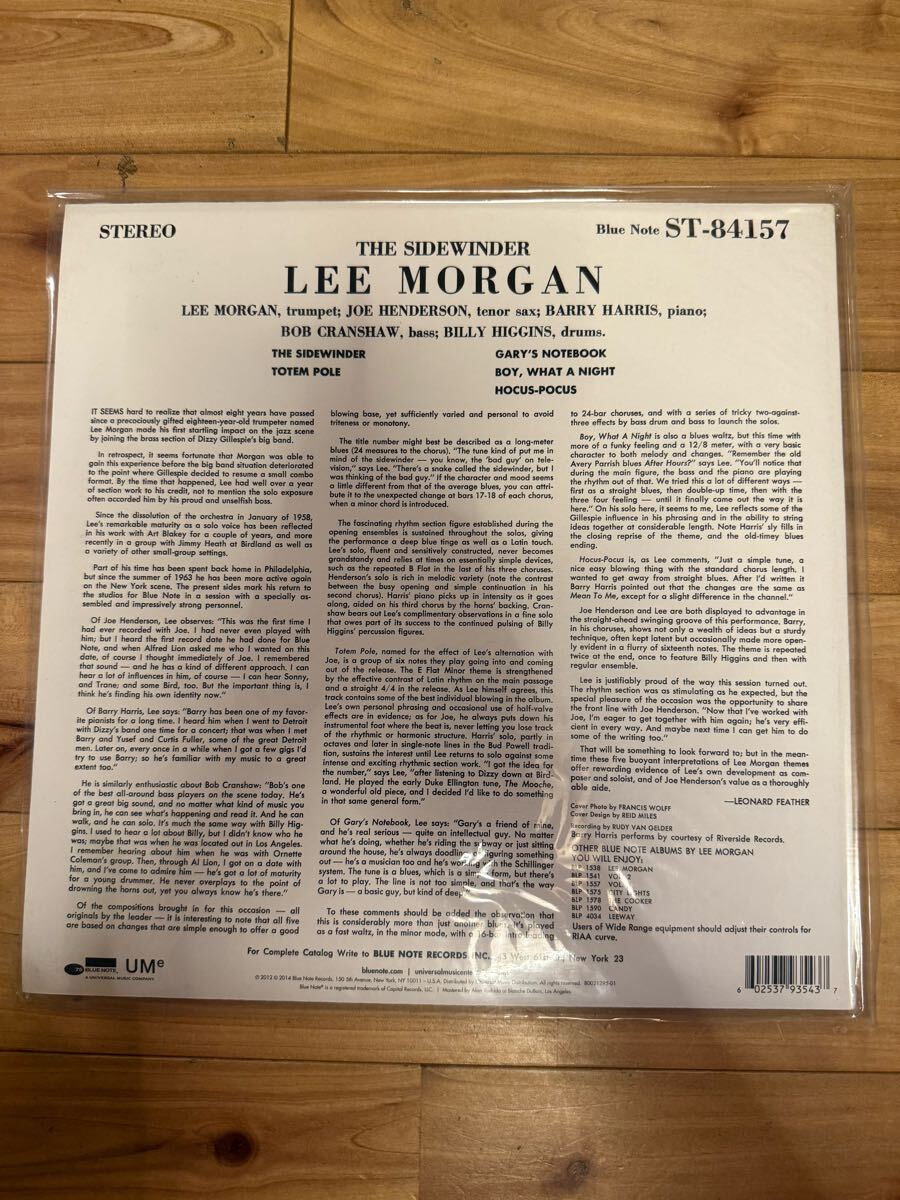 STEREO
Blue Note ST-84157
THE SIDEWINDER
LEE MORGAN
LEE MORGAN, trumpet; JOE HENDERSON, tenor sax; BARRY HARRIS, piano;
BOB CRANSHAW, bass; BILLY HIGGINS, drums.
THE SIDEWINDER
TOTEM POLE
GARY'S NOTEBOOK
BOY, WHAT A NIGHT
HOCUS-POCUS
IT SEEMS hard to realize that almost eight years have passed
since a precociously gifted eighteen-year-old trumpeter named
Lee Morgan made his first startling impact on the jazz scene
by joining the brass section of Dizzy Gillespie's big band.
In retrospect, it seems fortunate that Morgan was able to
gain this experience before the big band situation deteriorated
to the point where Gillespie decided to resume a small combo
format. By the time that happened, Lee had well over a year
of section work to his credit, not to mention the solo exposure
often accorded him by his proud and unselfish boss.
Since the dissolution of the orchestra in January of 1958,
Lee's remarkable maturity as a solo voice has been reflected
in his work with Art Blakey for a couple of years, and more
recently in a group with Jimmy Heath at Birdland as well as
a variety of other small-group settings.
Part of his time has been spent back home in Philadelphia,
but since the summer of 1963 he has been more active again
on the New York scene. The present sides mark his return to
the studios for Blue Note in a session with a specially as-
sembled and impressively strong personnel.
Of Joe Henderson, Lee observes: "This was the first time
I had ever recorded with Joe. I had never even played with
him; but I heard the first record date he had done for Blue
Note, and when Alfred Lion asked me who I wanted on this
date, of course I thought immediately of Joe. I remembered
that sound — and he has a kind of different approach. I can
hear a lot of influences in him, of course — I can hear Sonny,
and Trane; and some Bird, too. But the important thing is, I
think he's finding his own identity now."
Of Barry Harris, Lee says: "Barry has been one of my favor-
ite pianists for a long time. I heard him when I went to Detroit
with Dizzy's band one time for a concert; that was when I met
Barry and Yusef and Curtis Fuller, some of the great Detroit
men. Later on, every once in a while when I got a few gigs I'd
try to use Barry; so he's familiar with my music to a great
extent too."
He is similarly enthusiastic about Bob Cranshaw; "Bob's one
of the best all-around bass players on the scene today. He's
got a great big sound, and no matter what kind of music you
bring in, he can see what's happening and read it. And he can
walk, and he can solo. It's much the same way with Billy Hig-
gins. I used to hear a lot about Billy, but I didn't know who he
was; maybe that was when he was located out in Los Angeles.
I remember hearing about him when he was with Ornette
Coleman's group. Then, through Al Lion, I got on a date with
him, and I've come to admire him — he's got a lot of maturity
for a young drummer. He never overplays to the point of
drowning the horns out, yet you always know he's there."
Of the compositions brought in for this occasion — all
originals by the leader — it is interesting to note that all five
are based on changes that are simple enough to offer a good
blowing base, yet sufficiently varied and personal to avoid
triteness or monotony.
The title number might best be described as a long-meter
blues (24 measures to the chorus). "The tune kind of put me in
mind of the sidewinder — you know, the 'bad guy' on tele-
vision," says Lee. "There's a snake called the sidewinder, but I
was thinking of the bad guy." If the character and mood seems
a little different from that of the average blues, you can attri-
bute it to the unexpected change at bars 17-18 of each chorus,
when a minor chord is introduced.
The fascinating rhythm section figure established during the
opening ensembles is sustained throughout the solos, giving
the performance a deep blue tinge as well as a Latin touch.
Lee's solo, fluent and sensitively constructed, never becomes
grandstandy and relies at times on essentially simple devices,
such as the repeated B Flat in the last of his three choruses.
Henderson's solo is rich in melodic variety (note the contrast
between the busy opening and simple continuation in his
second chorus). Harris' piano picks up in intensity as it goes
along, aided on his third chorus by the horns' backing. Cran-
shaw bears out Lee's complimentary observations in a fine solo
that owes part of its success to the continued pulsing of Billy
Higgins' percussion figures.
Totem Pole, named for the effect of Lee's alternation with
Joe, is a group of six notes they play going into and coming
out of the release. The E Flat Minor theme is strengthened
by the effective contrast of Latin rhythm on the main passage
and a straight 4/4 in the release. As Lee himself agrees, this
track contains some of the best individual blowing in the album.
Lee's own personal phrasing and occasional use of half-valve
effects are in evidence; as for Joe, he always puts down his
instrumental foot where the beat is, never letting you lose track
of the rhythmic or harmonic structure. Harris' solo, partly in
octaves and later in single-note lines in the Bud Powell tradi-
tion, sustains the interest until Lee returns to solo against some
intense and exciting rhythmic section work. "I got the idea for
the number," says Lee, "after listening to Dizzy down at Bird-
land. He played the early Duke Ellington tune, The Mooche,
a wonderful old piece, and I decided I'd like to do something
in that same general form."
Of Gary's Notebook, Lee says: "Gary's a friend of mine,
and he's real serious — quite an intellectual guy. No matter
what he's doing, whether he's riding the subway or just sitting
around the house, he's always doodling or figuring something
out — he's a musician too and he's working with the Schillinger
system. The tune is a blues, which is a simple form, but there's
a lot to play. The line is not too simple, and that's the way
Gary is — a basic guy, but kind of deep."
To these comments should be added the observation that
this is considerably more than just another blues. It's played
as a fast waltz, in the minor mode, with a 16-bar intro leading
to 24-bar choruses, and with a series of tricky two-against-
three effects by bass drum and bass to launch the solos.
Boy, What A Night is also a blues waltz, but this time with
more of a funky feeling and a 12/8 meter, with a very basic
character to both melody and changes. "Remember the old
Avery Parrish blues After Hours?" says Lee. "You'll notice that
during the main figure, the bass and the piano are playing
the rhythm out of that. We tried this a lot of different ways —
first as a straight blues, then double-up time, then with the
three four feeling — until it finally came out the way it is
here." On his solo here, it seems to me, Lee reflects some of the
Gillespie influence in his phrasing and in the ability to string
ideas together at considerable length. Note Harris' sly fills in
the closing reprise of the theme, and the old-timey blues
ending.
Hocus-Pocus is, as Lee comments, "Just a simple tune, a
nice easy blowing thing with the standard chorus length. I
wanted to get away from straight blues. After I'd written it
Barry Harris pointed out that the changes are the same as
Mean To Me, except for a slight difference in the channel."
Joe Henderson and Lee are both displayed to advantage in
the straight-ahead swinging groove of this performance. Barry,
in his choruses, shows not only a wealth of ideas but a sturdy
technique, often kept latent but occasionally made more open-
ly evident in a flurry of sixteenth notes. The theme is repeated
twice at the end, once to feature Billy Higgins and then with
regular ensemble.
Lee is justifiably proud of the way this session turned out.
The rhythm section was as stimulating as he expected, but the
special pleasure of the occasion was the opportunity to share
the front line with Joe Henderson. "Now that I've worked with
Joe, I'm eager to get together with him again; he's very effi-
cient in every way. And maybe next time I can get him to do
some of the writing too."
That will be something to look forward to; but in the mean-
time these five buoyant interpretations of Lee Morgan themes
offer rewarding evidence of Lee's own development as com-
poser and soloist, and of Joe Henderson's value as a thoroughly
able aide.
—LEONARD FEATHER
Cover Photo by FRANCIS WOLFF
Cover Design by REID MILES
Recording by RUDY VAN GELDER
Barry Harris performs by courtesy of Riverside Records.
OTHER BLUE NOTE ALBUMS BY LEE MORGAN
YOU WILL ENJOY:
BLP 1538 LEE MORGAN
BLP 1541 VOL. 2
BLP 1557 VOL.
BLP 1575 CITY LIGHTS
BLP 1578 THE COOKER
BLP 1590 CANDY
BLP 4034 LEEWAY
Users of Wide Range equipment should adjust their controls for
RIAA curve.
For Complete Catalog Write to BLUE NOTE RECORDS INC., 43 West 61st St., New York 23
75 BLUE NOTE.
A UNIVERSAL MUSIC COMPANY
UMe
bluenote.com | universalmusic
© 2012 ℗ 2014 Blue Note Records, 150 5th Avenue, New York, NY 10011 – U.S.A. Distributed by Universal Music Distribution. All rights reserved. B0021295-01
Blue Note® is a registered trademark of Capitol Records, LLC. | Mastered by Alan Yoshida at Blanche DuBois, Los Angeles
6 02537 93543 7